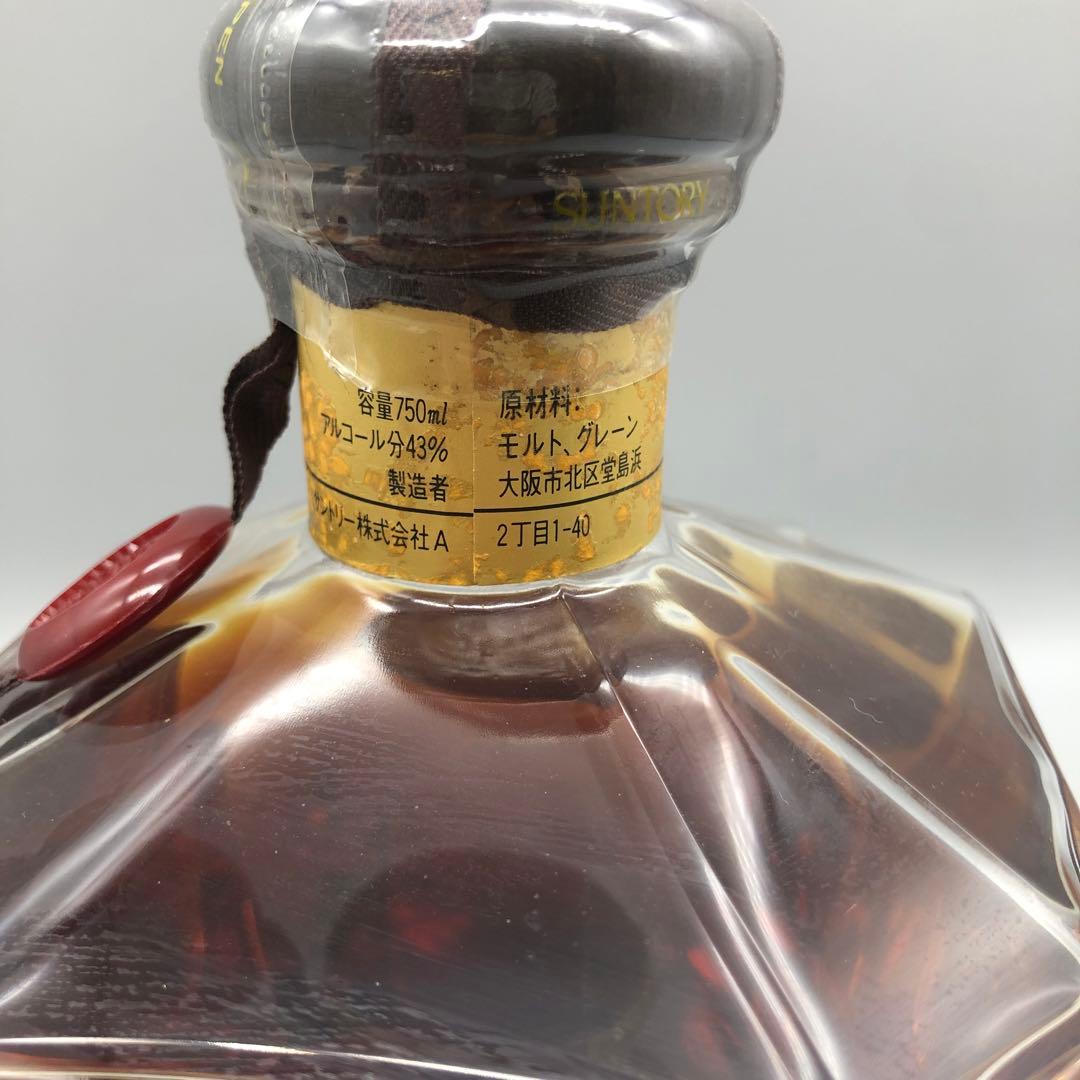 PEN
SUNTORY
容量750ml
アルコール分43%
製造者
サントリー株式会社A
原材料:
モルト、グレーン
大阪市北区堂島浜
2丁目1-40